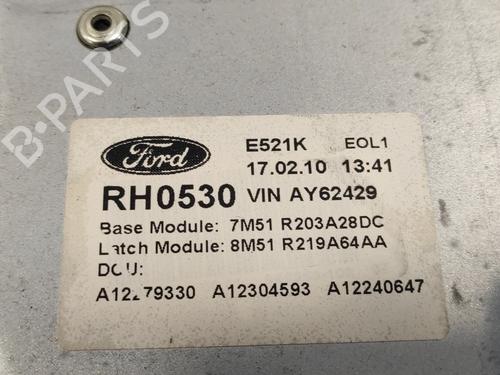 B-PARTS
Ford
E521K EOL1
17.02.10 13:41
RH0530 VIN AY62429
Base Module: 7M51 R203A28DC
Latch Module: 8M51 R219A64AA
DCU:
A12279330 A12304593 A12240647